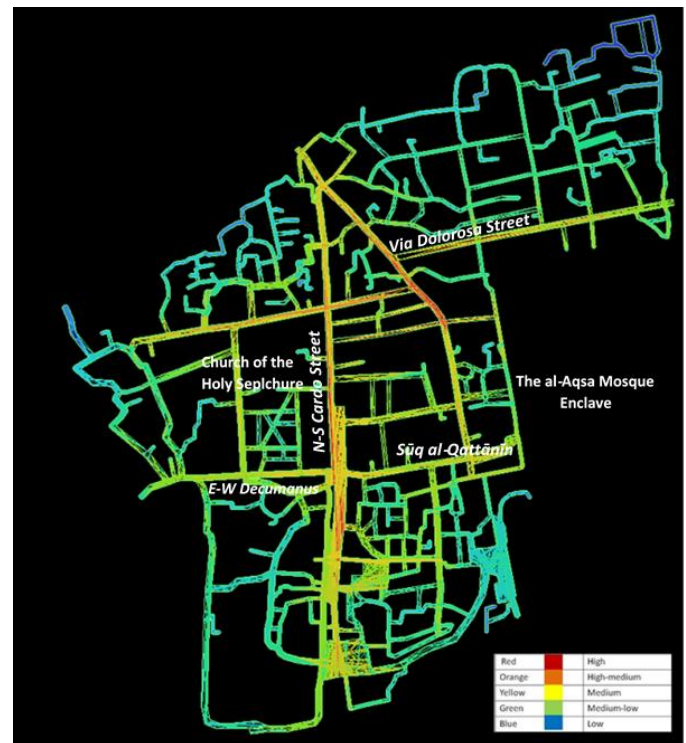 Via Dolorosa Street
Church of the
Holy Seplchure
N-S Cardo Street
The al-Aqsa Mosque
Enclave
Sūq al-Qattānīn
E-W Decumanus
Red High
Orange High-medium
Yellow Medium
Green Medium-low
Blue Low